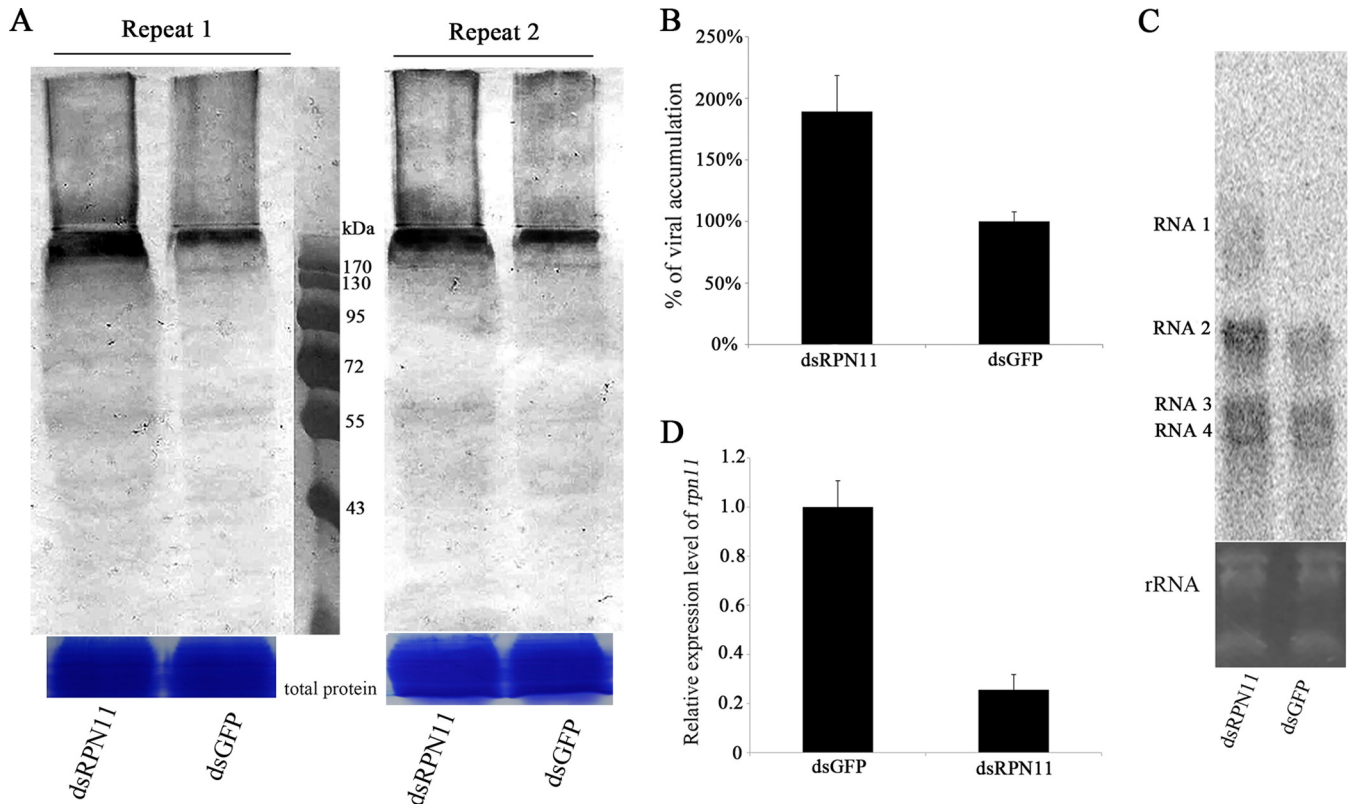 A
Repeat 1
Repeat 2
kDa
170
130
95
72
55
43
total protein
dsRPN11
dsGFP
dsRPN11
dsGFP
B
% of viral accumulation
250%
200%
150%
100%
50%
0%
dsRPN11
dsGFP
C
RNA 1
RNA 2
RNA 3
RNA 4
rRNA
dsRPN11
dsGFP
D
Relative expression level of rpn11
1.2
1.0
0.8
0.6
0.4
0.2
0
dsGFP
dsRPN11